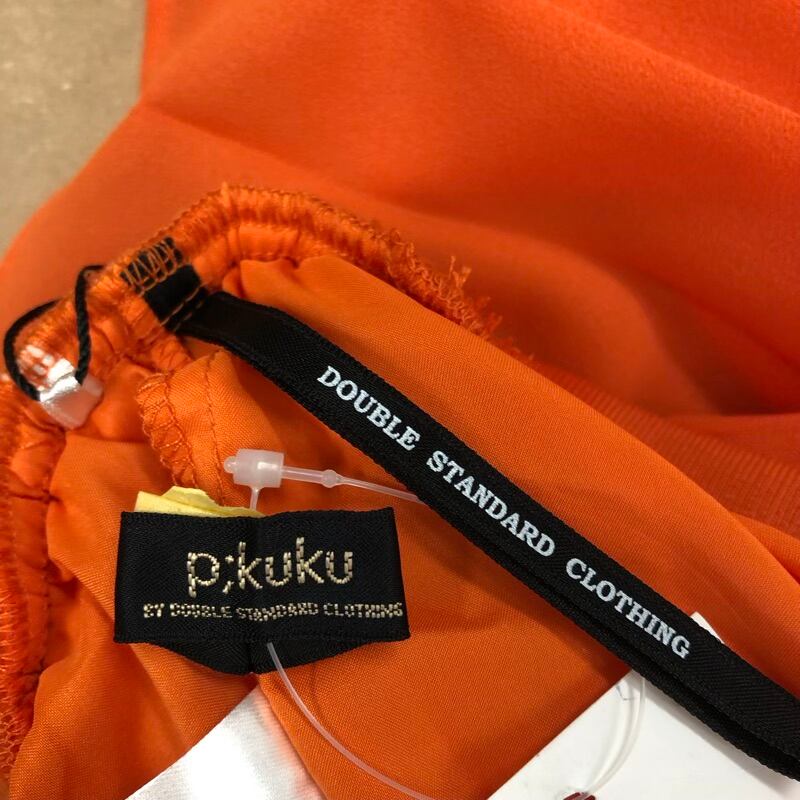 DOUBLE STANDARD CLOTHING
p;kuku
BY DOUBLE STANDARD CLOTHING